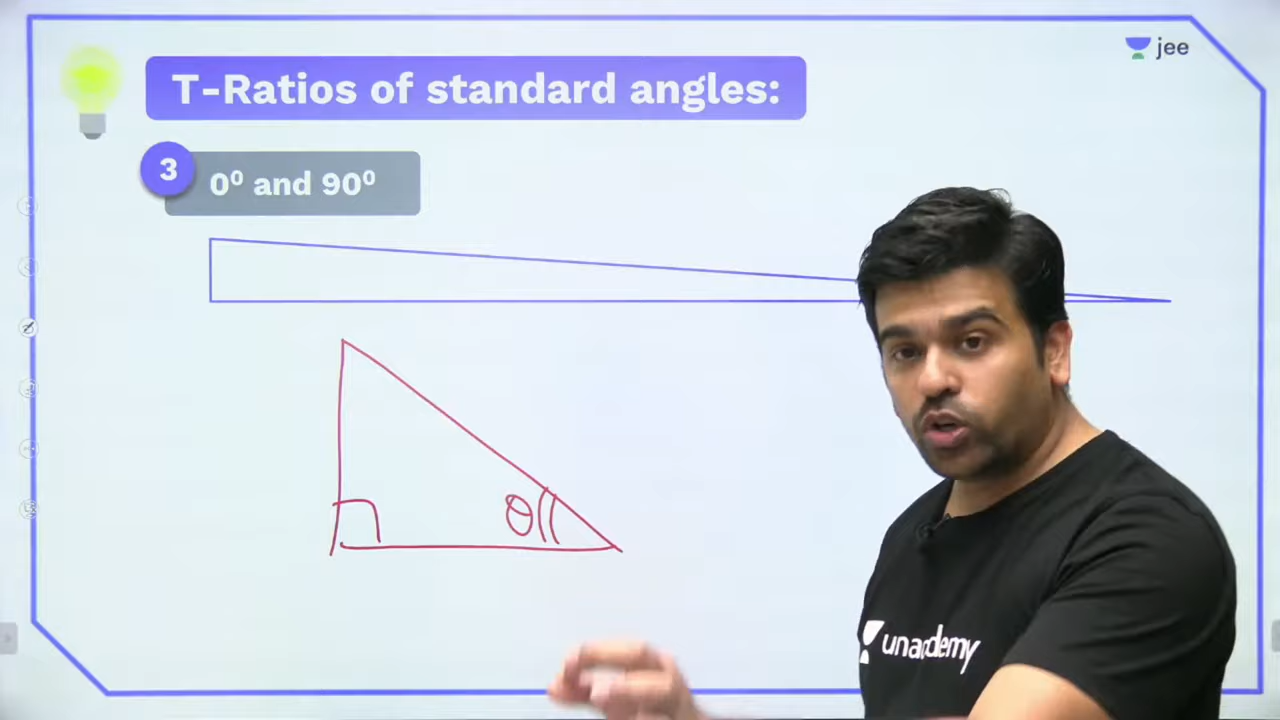 jee
T-Ratios of standard angles:
3
0⁰ and 90⁰
θ
unacademy